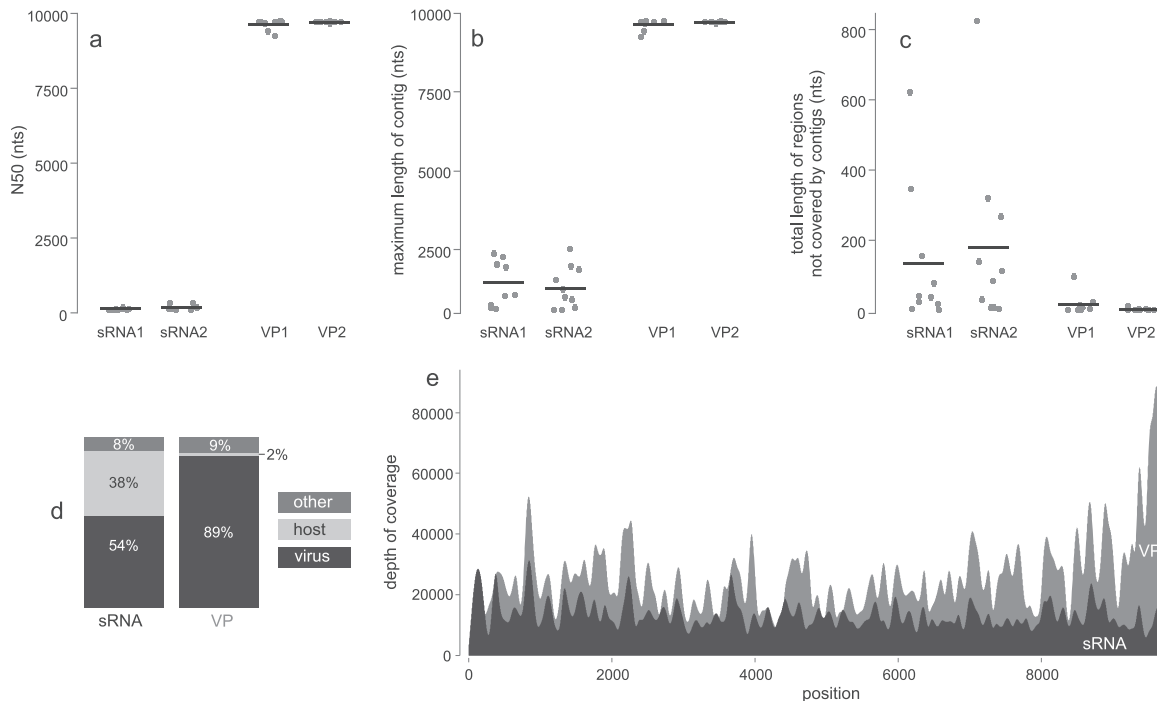 a
N50 (nts)
10000
7500
5000
2500
0
sRNA1 sRNA2 VP1 VP2
b
maximum length of contig (nts)
10000
7500
5000
2500
0
sRNA1 sRNA2 VP1 VP2
c
total length of regions
not covered by contigs (nts)
800
600
400
200
0
sRNA1 sRNA2 VP1 VP2
d
8%
38%
54%
sRNA
9%
2%
89%
VP
other
host
virus
e
depth of coverage
80000
60000
40000
20000
0
VP
sRNA
0 2000 4000 6000 8000
position